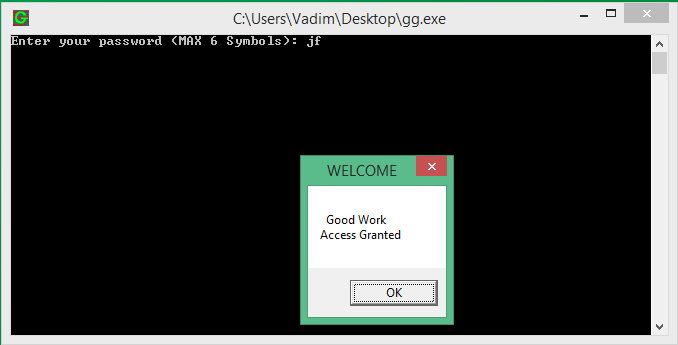 C:\Users\Vadim\Desktop\gg.exe
Enter your password (MAX 6 Symbols): jf
WELCOME
Good Work
Access Granted
OK